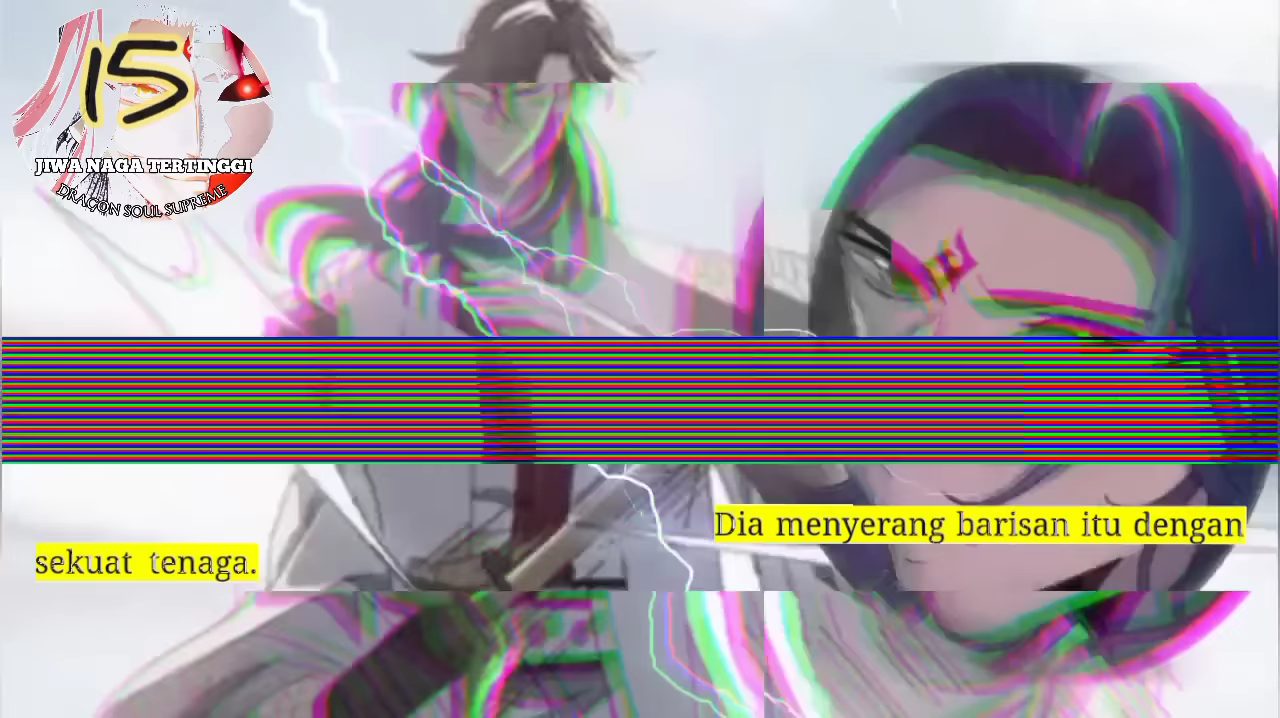 15
JIWA NAGA TERTINGGI
DRAGON SOUL SUPREME
Dia menyerang barisan itu dengan
sekuat tenaga.